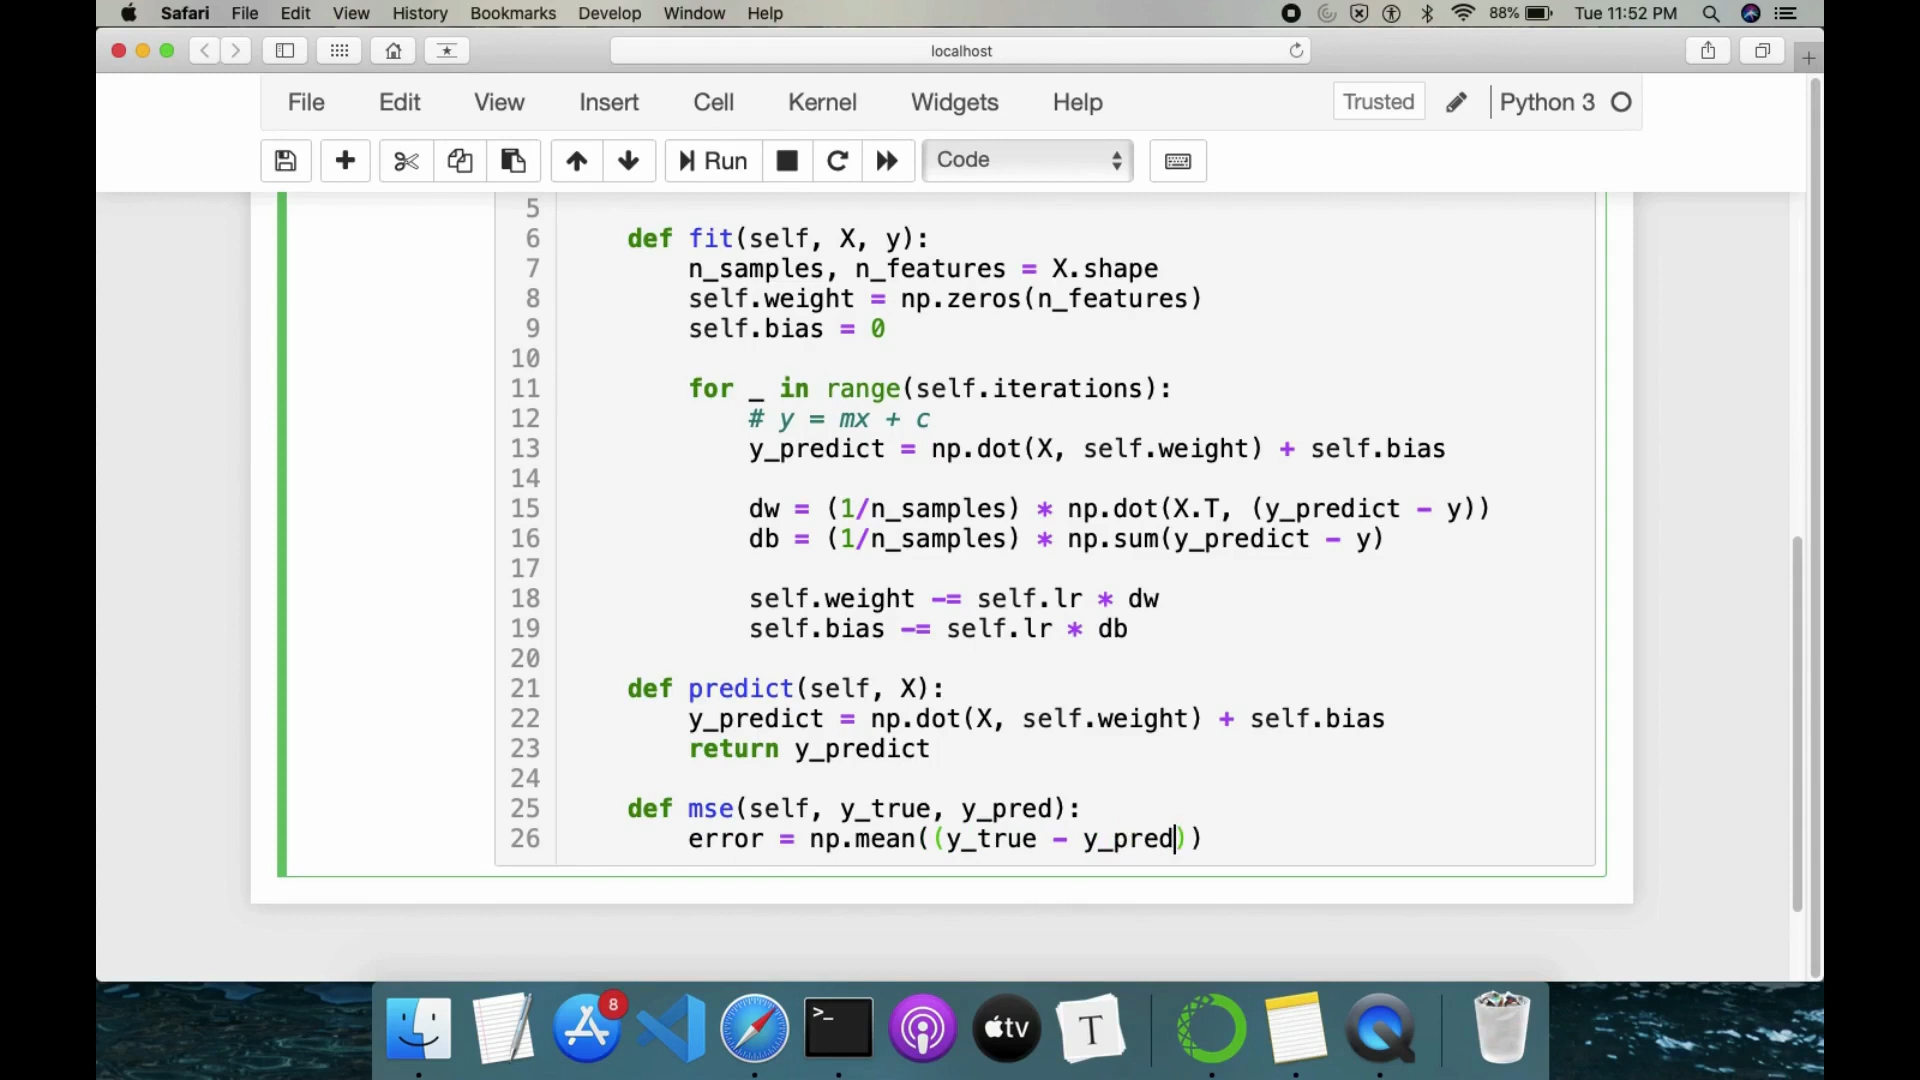 Safari File Edit View History Bookmarks Develop Window Help 88% Tue 11:52 PM
localhost
File Edit View Insert Cell Kernel Widgets Help Trusted Python 3
Run Code
5
6 def fit(self, X, y):
7 n_samples, n_features = X.shape
8 self.weight = np.zeros(n_features)
9 self.bias = 0
10
11 for _ in range(self.iterations):
12 # y = mx + c
13 y_predict = np.dot(X, self.weight) + self.bias
14
15 dw = (1/n_samples) * np.dot(X.T, (y_predict - y))
16 db = (1/n_samples) * np.sum(y_predict - y)
17
18 self.weight -= self.lr * dw
19 self.bias -= self.lr * db
20
21 def predict(self, X):
22 y_predict = np.dot(X, self.weight) + self.bias
23 return y_predict
24
25 def mse(self, y_true, y_pred):
26 error = np.mean((y_true - y_pred))
8
>_ tv T